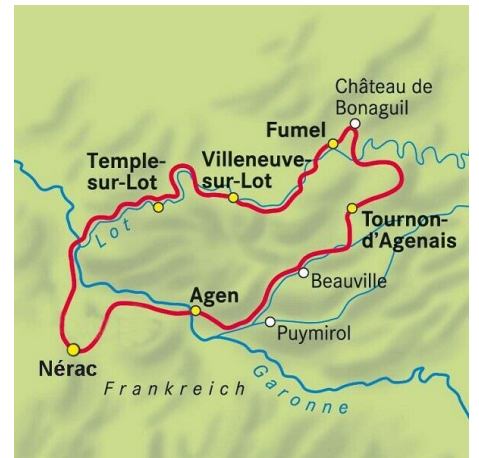 Château de
Bonaguil
Fumel
Temple-
sur-Lot
Villeneuve-
sur-Lot
Lot
Tournon-
d'Agenais
Beauville
Agen
Puymirol
Nérac
Frankreich
Garonne